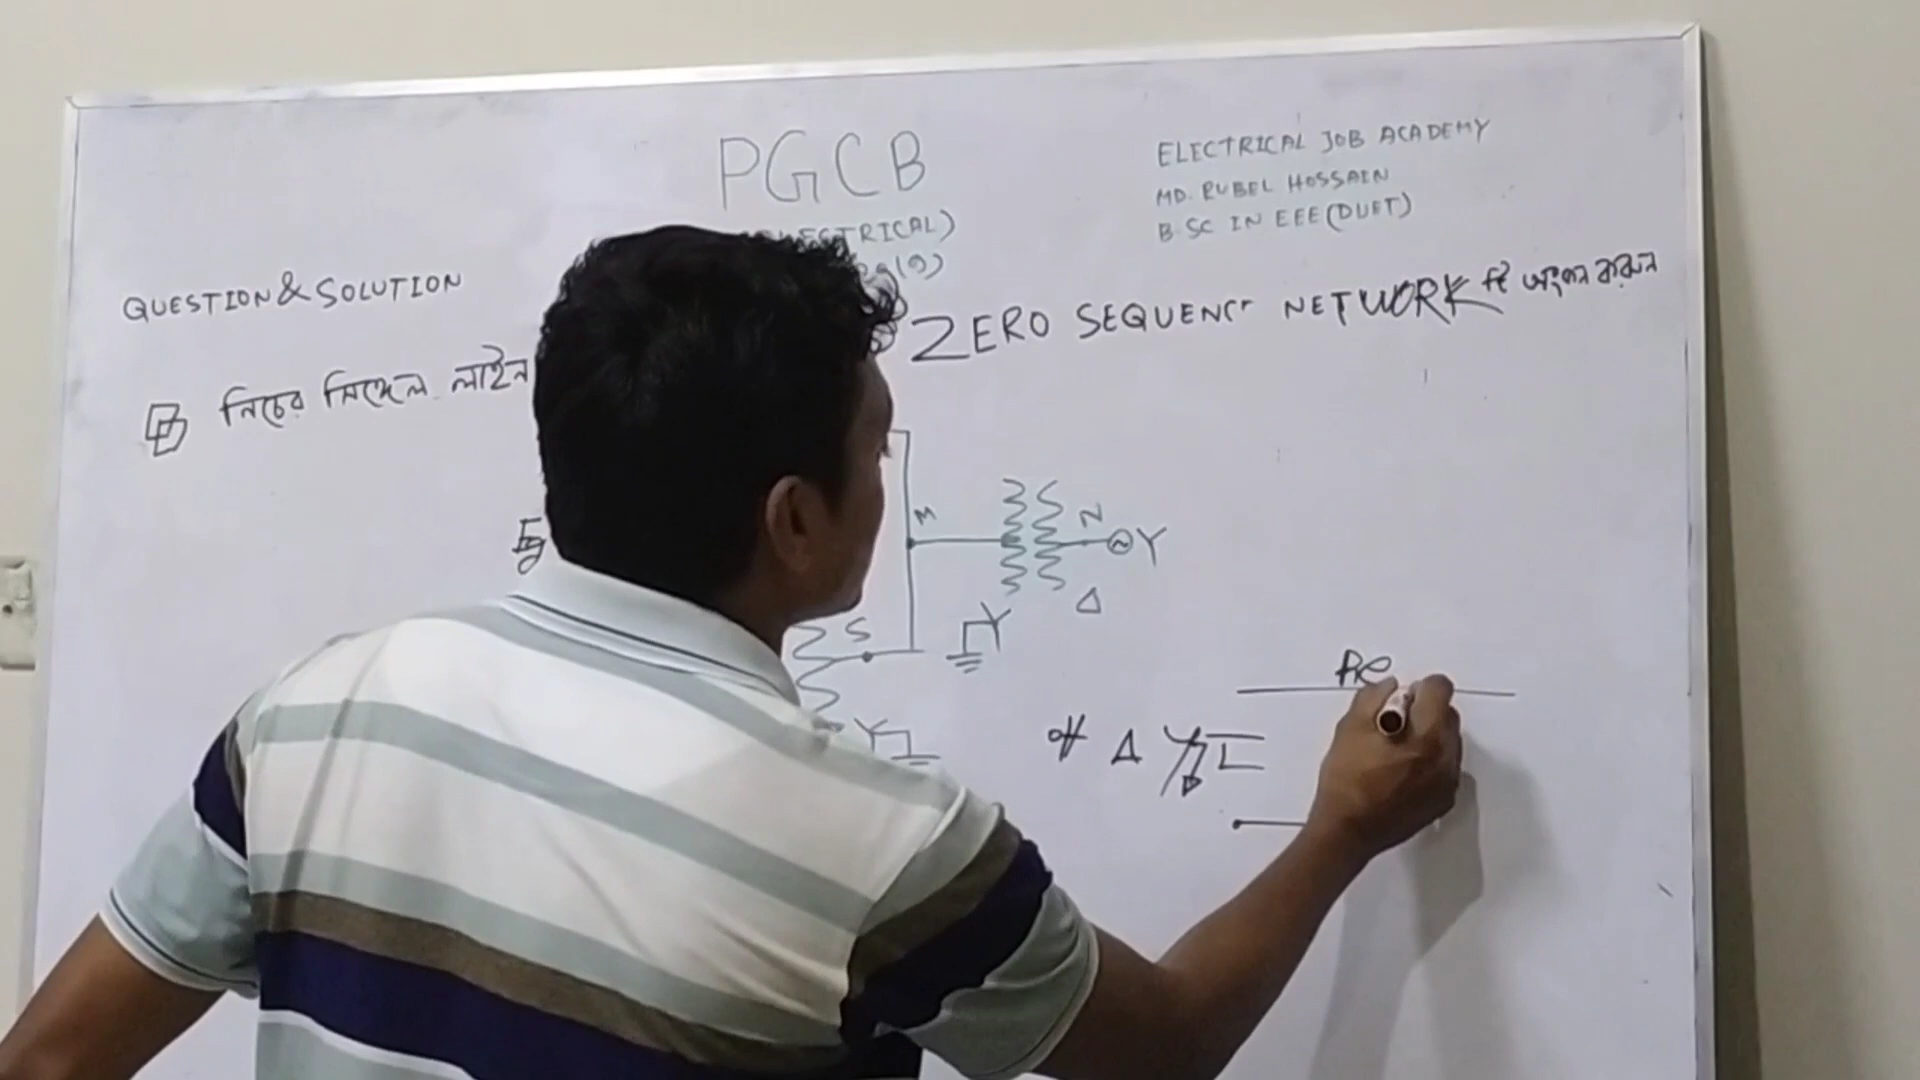 PGCB
ELECTRICAL JOB ACADEMY
MD. RUBEL HOSSAIN
B.SC IN EEE(DUET)
QUESTION & SOLUTION
নিচের সিঙ্গেল লাইন
ZERO SEQUENCE NETWORK টি অংকন করুন
M
N
Y
Δ
Y
S
Y
Δ Y
Re